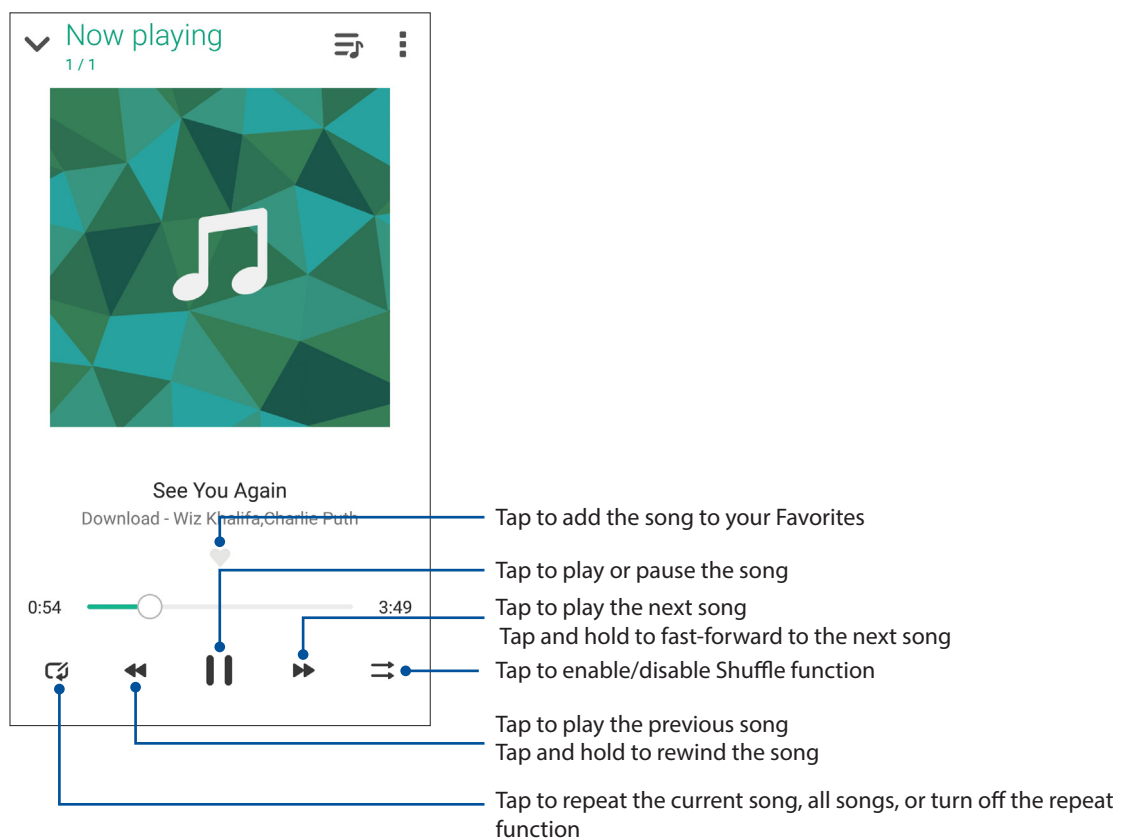 Now playing
1 / 1
See You Again
Download - Wiz Khalifa,Charlie Puth
Tap to add the song to your Favorites
Tap to play or pause the song
0:54
3:49
Tap to play the next song
Tap and hold to fast-forward to the next song
Tap to enable/disable Shuffle function
Tap to play the previous song
Tap and hold to rewind the song
Tap to repeat the current song, all songs, or turn off the repeat
function